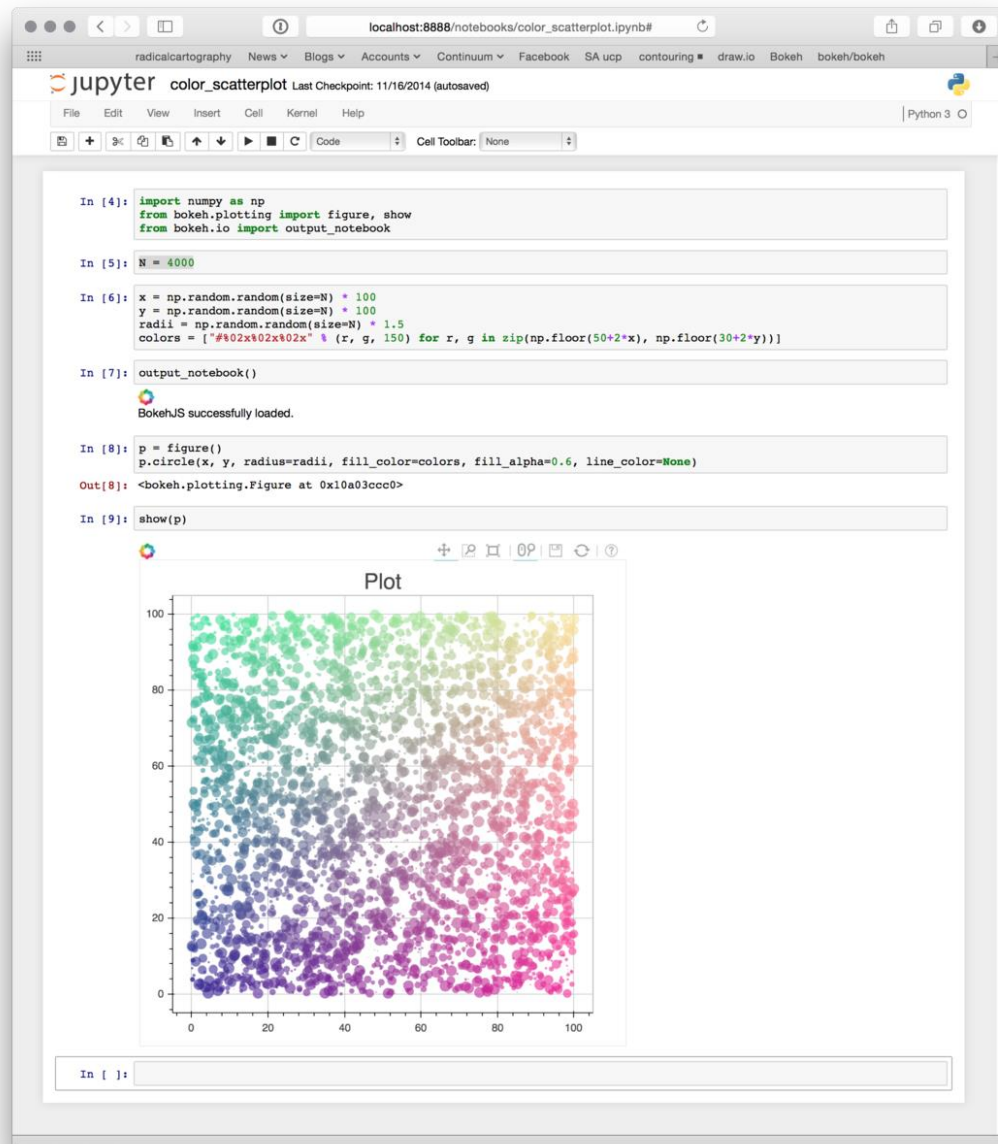 localhost:8888/notebooks/color_scatterplot.ipynb#
radicalcartography News Blogs Accounts Continuum Facebook SA ucp contouring draw.io Bokeh bokeh/bokeh
jupyter color_scatterplot Last Checkpoint: 11/16/2014 (autosaved)
File Edit View Insert Cell Kernel Help Python 3
Code Cell Toolbar: None
In [4]: import numpy as np
from bokeh.plotting import figure, show
from bokeh.io import output_notebook
In [5]: N = 4000
In [6]: x = np.random.random(size=N) * 100
y = np.random.random(size=N) * 100
radii = np.random.random(size=N) * 1.5
colors = ["#%02x%02x%02x" % (r, g, 150) for r, g in zip(np.floor(50+2*x), np.floor(30+2*y))]
In [7]: output_notebook()
BokehJS successfully loaded.
In [8]: p = figure()
p.circle(x, y, radius=radii, fill_color=colors, fill_alpha=0.6, line_color=None)
Out[8]: <bokeh.plotting.Figure at 0x10a03ccc0>
In [9]: show(p)
Plot
100
80
60
40
20
0
0 20 40 60 80 100
In [ ]: